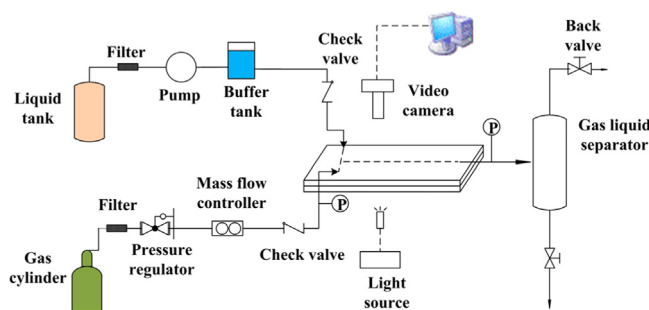 Filter
Liquid
tank
Pump
Buffer
tank
Check
valve
Video
camera
Back
valve
P
Gas liquid
separator
Filter
Mass flow
controller
P
Gas
cylinder
Pressure
regulator
Check valve
Light
source